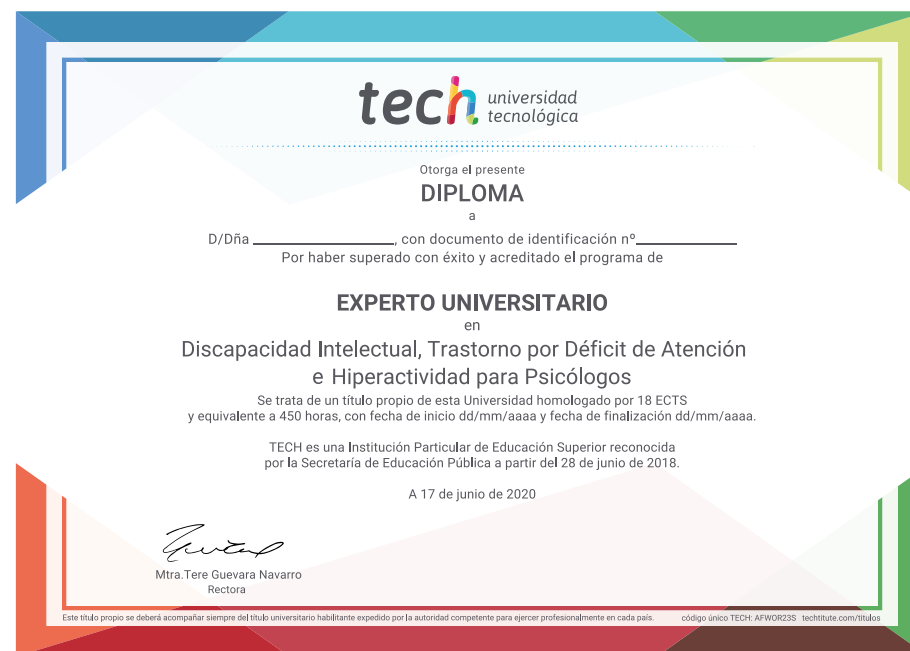 tech universidad
tecnológica
Otorga el presente
DIPLOMA
a
D/Dña ____________________, con documento de identificación nº______________
Por haber superado con éxito y acreditado el programa de
EXPERTO UNIVERSITARIO
en
Discapacidad Intelectual, Trastorno por Déficit de Atención
e Hiperactividad para Psicólogos
Se trata de un título propio de esta Universidad homologado por 18 ECTS
y equivalente a 450 horas, con fecha de inicio dd/mm/aaaa y fecha de finalización dd/mm/aaaa.
TECH es una Institución Particular de Educación Superior reconocida
por la Secretaría de Educación Pública a partir del 28 de junio de 2018.
A 17 de junio de 2020
Mtra.Tere Guevara Navarro
Rectora
Este título propio se deberá acompañar siempre del título universitario habilitante expedido por la autoridad competente para ejercer profesionalmente en cada país. código único TECH: AFWOR23S techtitute.com/titulos